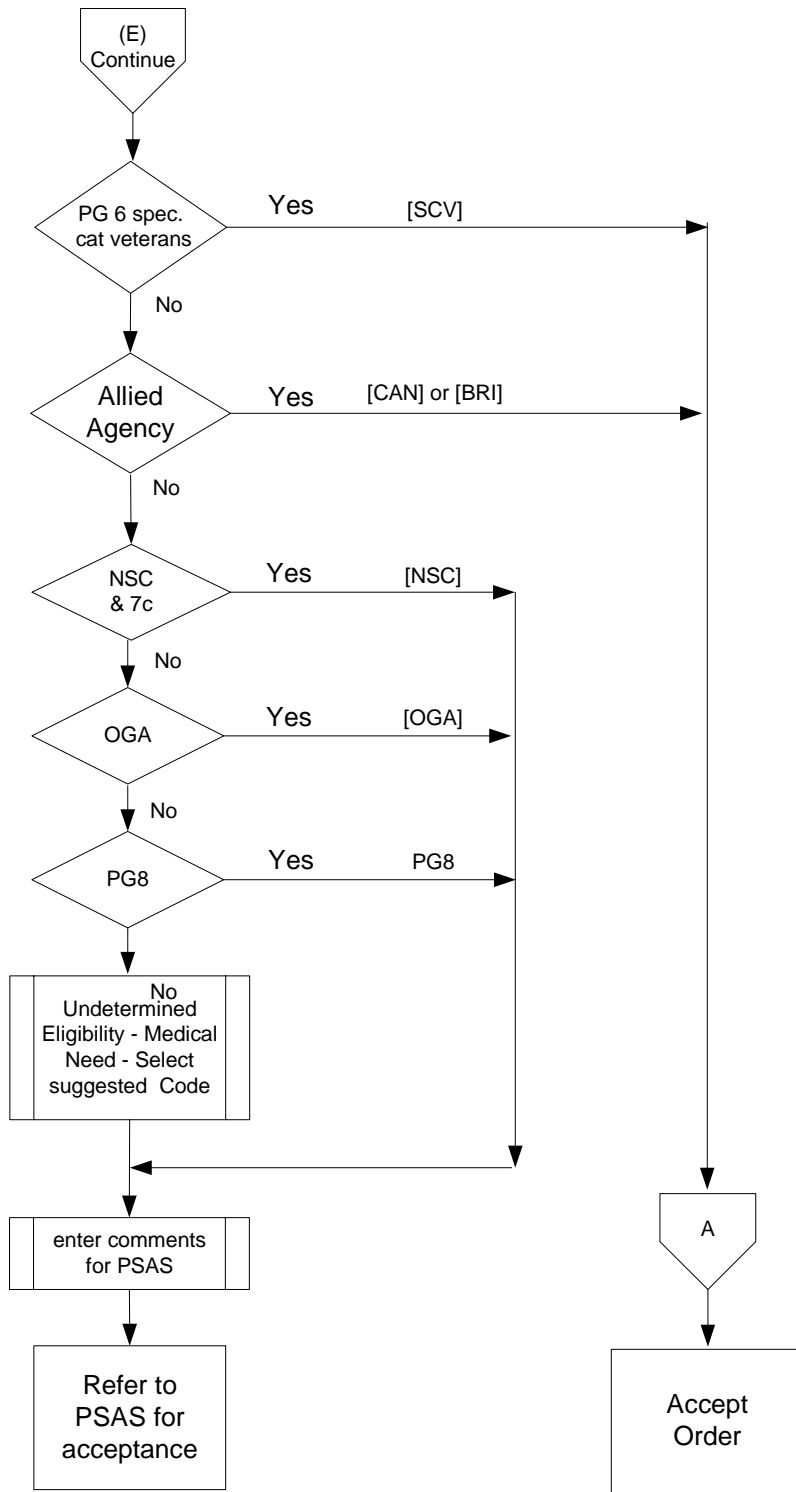 (E)
Continue
PG 6 spec.
cat veterans
Yes
[SCV]
No
Allied
Agency
Yes
[CAN] or [BRI]
No
NSC
& 7c
Yes
[NSC]
No
OGA
Yes
[OGA]
No
PG8
Yes
PG8
No
Undetermined
Eligibility - Medical
Need - Select
suggested Code
enter comments
for PSAS
A
Refer to
PSAS for
acceptance
Accept
Order